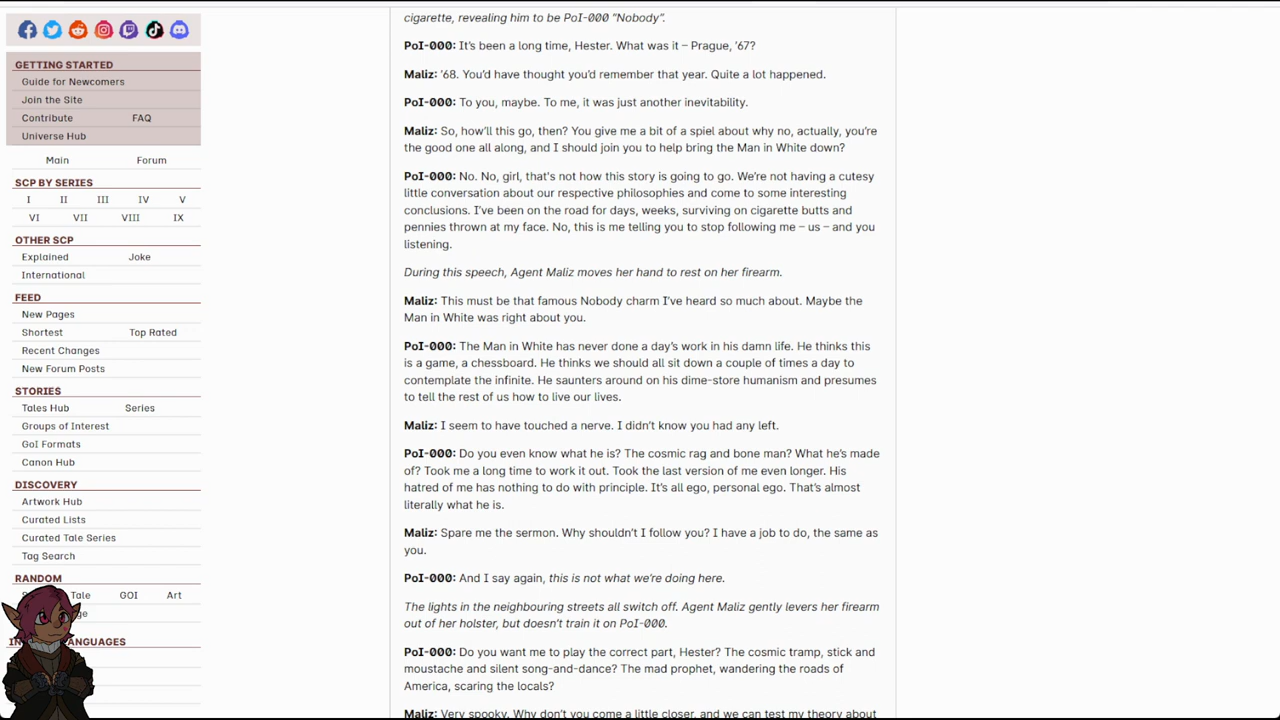 GETTING STARTED
Guide for Newcomers
Join the Site
Contribute FAQ
Universe Hub
Main Forum
SCP BY SERIES
I II III IV V
VI VII VIII IX
OTHER SCP
Explained Joke
International
FEED
New Pages
Shortest Top Rated
Recent Changes
New Forum Posts
STORIES
Tales Hub Series
Groups of Interest
GoI Formats
Canon Hub
DISCOVERY
Artwork Hub
Curated Lists
Curated Tale Series
Tag Search
RANDOM
Tale GOI Art
LANGUAGES
cigarette, revealing him to be PoI-000 “Nobody”.
PoI-000: It’s been a long time, Hester. What was it – Prague, ’67?
Maliz: ’68. You’d have thought you’d remember that year. Quite a lot happened.
PoI-000: To you, maybe. To me, it was just another inevitability.
Maliz: So, how’ll this go, then? You give me a bit of a spiel about why no, actually, you’re
the good one all along, and I should join you to help bring the Man in White down?
PoI-000: No. No, girl, that's not how this story is going to go. We’re not having a cutesy
little conversation about our respective philosophies and come to some interesting
conclusions. I’ve been on the road for days, weeks, surviving on cigarette butts and
pennies thrown at my face. No, this is me telling you to stop following me – us – and you
listening.
During this speech, Agent Maliz moves her hand to rest on her firearm.
Maliz: This must be that famous Nobody charm I’ve heard so much about. Maybe the
Man in White was right about you.
PoI-000: The Man in White has never done a day’s work in his damn life. He thinks this
is a game, a chessboard. He thinks we should all sit down a couple of times a day to
contemplate the infinite. He saunters around on his dime-store humanism and presumes
to tell the rest of us how to live our lives.
Maliz: I seem to have touched a nerve. I didn’t know you had any left.
PoI-000: Do you even know what he is? The cosmic rag and bone man? What he’s made
of? Took me a long time to work it out. Took the last version of me even longer. His
hatred of me has nothing to do with principle. It’s all ego, personal ego. That’s almost
literally what he is.
Maliz: Spare me the sermon. Why shouldn’t I follow you? I have a job to do, the same as
you.
PoI-000: And I say again, this is not what we’re doing here.
The lights in the neighbouring streets all switch off. Agent Maliz gently levers her firearm
out of her holster, but doesn’t train it on PoI-000.
PoI-000: Do you want me to play the correct part, Hester? The cosmic tramp, stick and
moustache and silent song-and-dance? The mad prophet, wandering the roads of
America, scaring the locals?
Maliz: Very spooky. Why don’t you come a little closer, and we can test my theory about